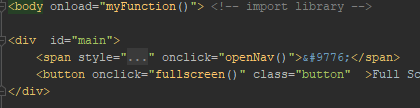 <body onload="myFunction()"> <!-- import library -->
<div  id="main">
<span style="..." onclick="openNav()">&#9776;</span>
<button onclick="fullscreen()" class="button"  >Full Sc
</div>